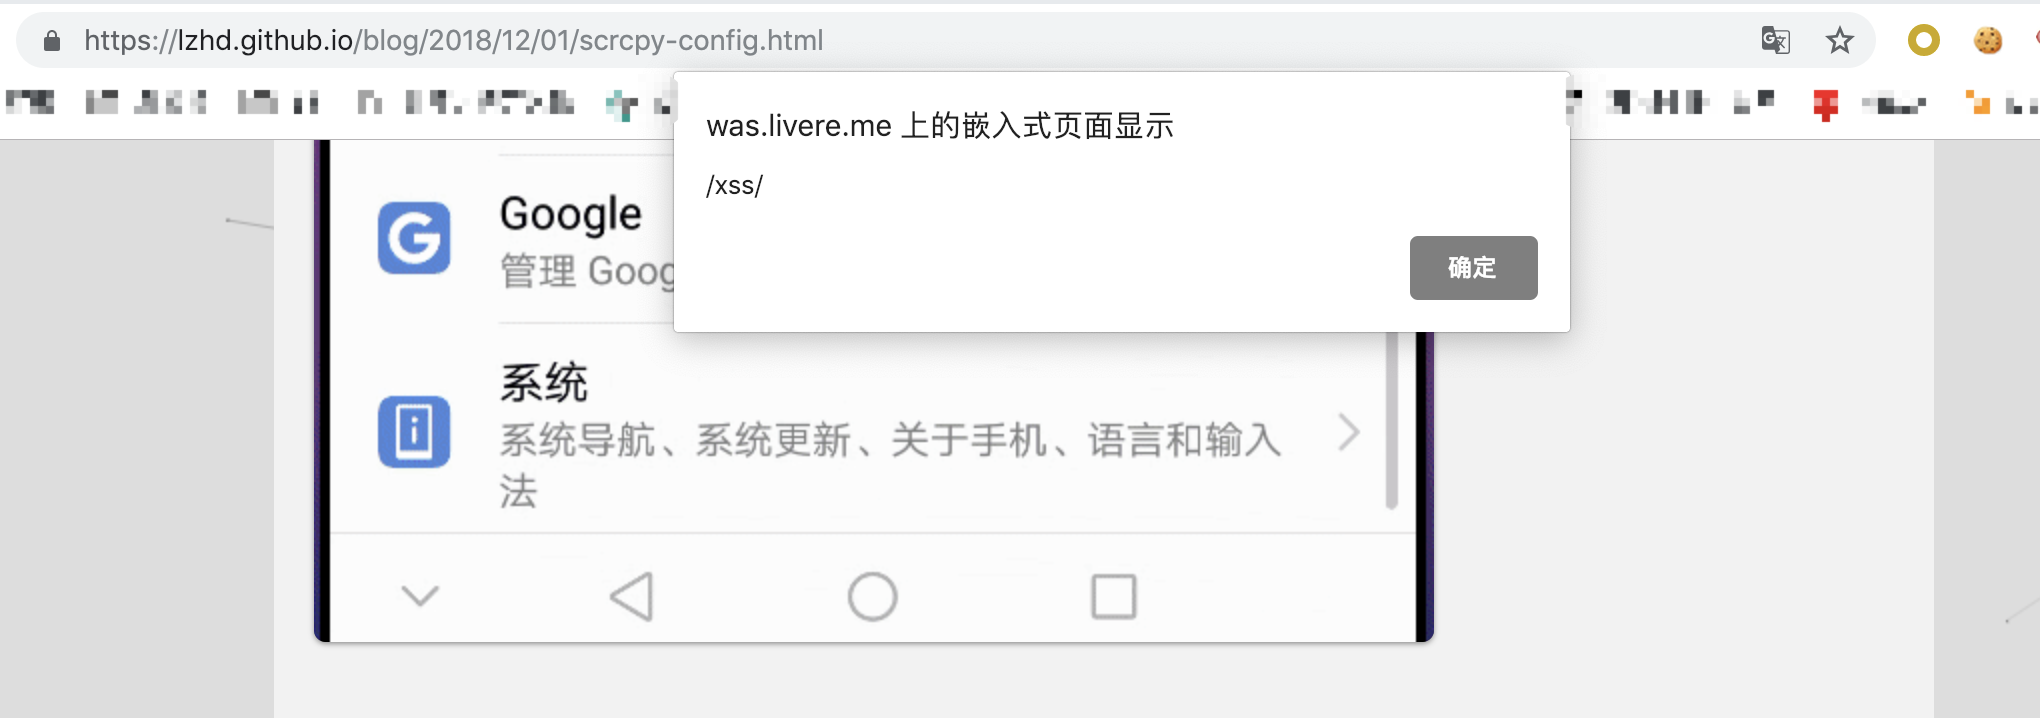 https://lzhd.github.io/blog/2018/12/01/scrcpy-config.html
was.livere.me 上的嵌入式页面显示
/xss/
确定
Google
管理 Goog
系统
系统导航、系统更新、关于手机、语言和输入
法